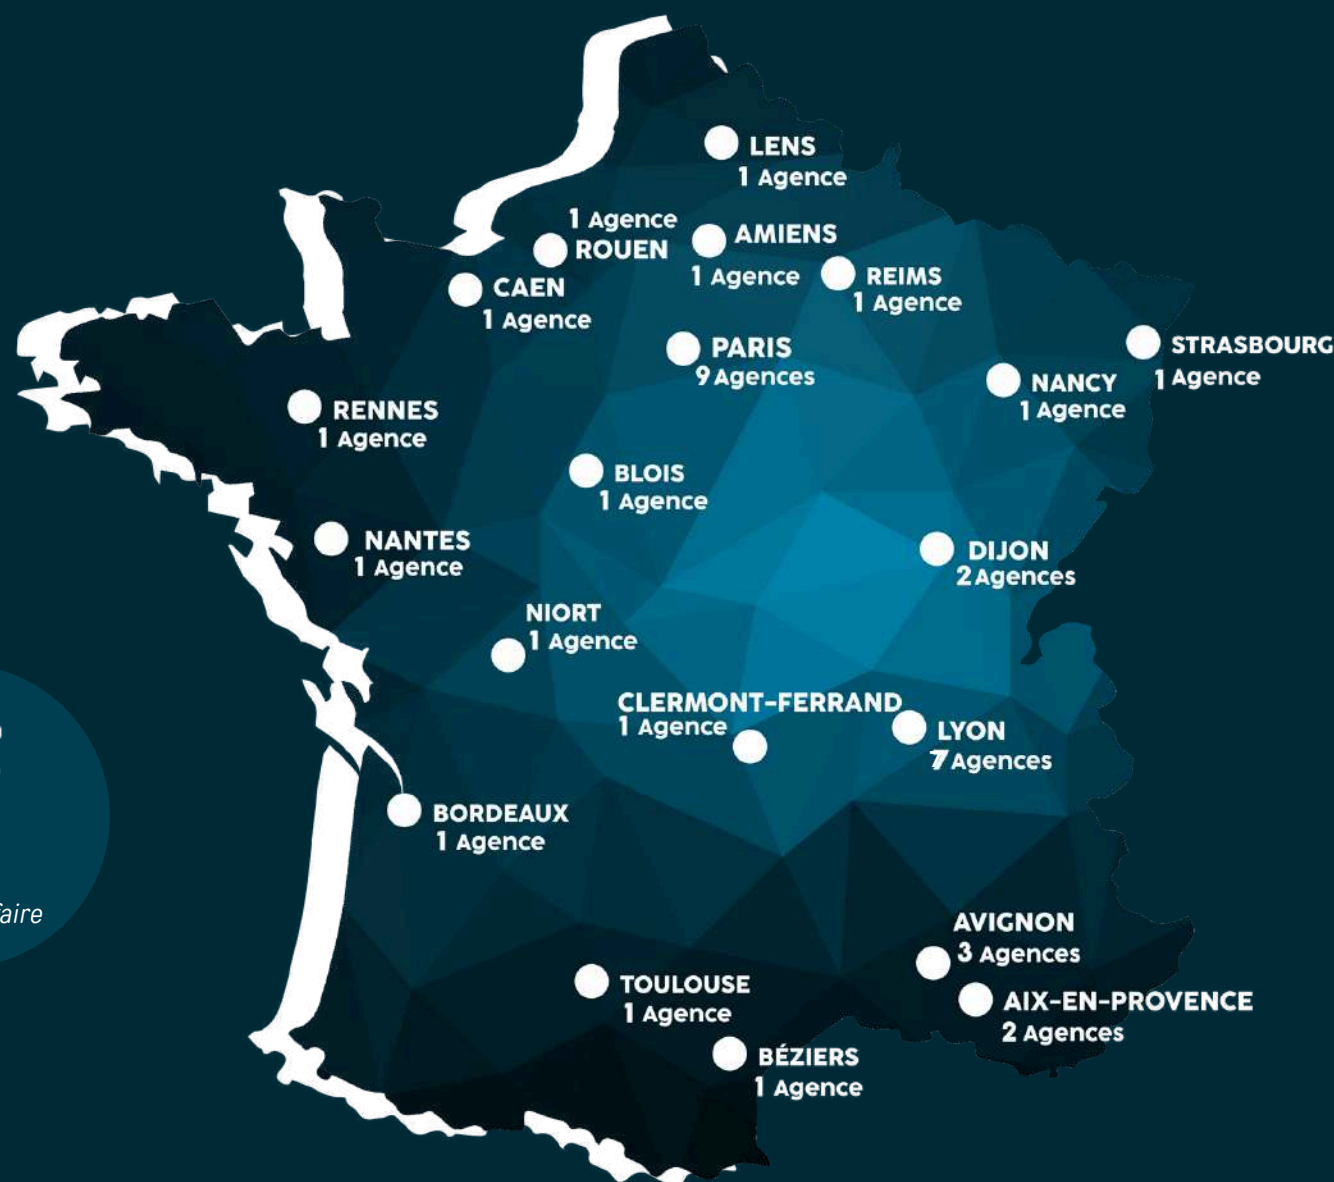 LENS
1 Agence
1 Agence
ROUEN
AMIENS
1 Agence
REIMS
1 Agence
CAEN
1 Agence
PARIS
9 Agences
STRASBOURG
1 Agence
NANCY
1 Agence
RENNES
1 Agence
BLOIS
1 Agence
NANTES
1 Agence
DIJON
2 Agences
NIORT
1 Agence
CLERMONT-FERRAND
1 Agence
LYON
7 Agences
BORDEAUX
1 Agence
faire
AVIGNON
3 Agences
TOULOUSE
1 Agence
AIX-EN-PROVENCE
2 Agences
BÉZIERS
1 Agence